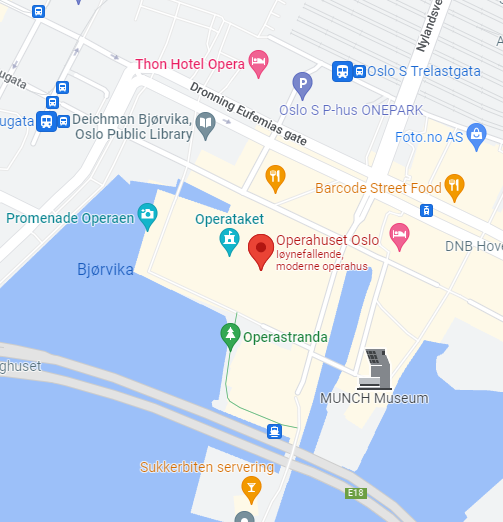 Nylandsve
Thon Hotel Opera
Oslo S Trelastgata
ugata
Dronning Eufemias gate
P
Oslo S P-hus ONEPARK
ugata
Deichman Bjørvika,
Oslo Public Library
Foto.no AS
Barcode Street Food
Promenade Operaen
Operataket
Operahuset Oslo
Iøynefallende,
moderne operahus
DNB Hove
Bjørvika
Operastranda
ghuset
MUNCH Museum
Sukkerbiten servering
E18